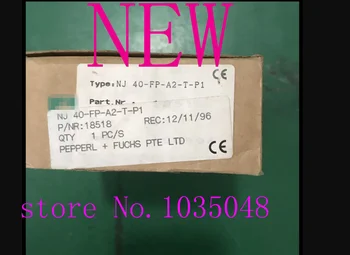 NEW
Type: NJ 40-FP-A2-T-P1
CE
Part.No.
NJ 40-FP-A2-T-P1
P/NR:18518 REC:12/11/96
QTY 1 PC/S
PEPPERL + FUCHS PTE LTD
CE
store No. 1035048